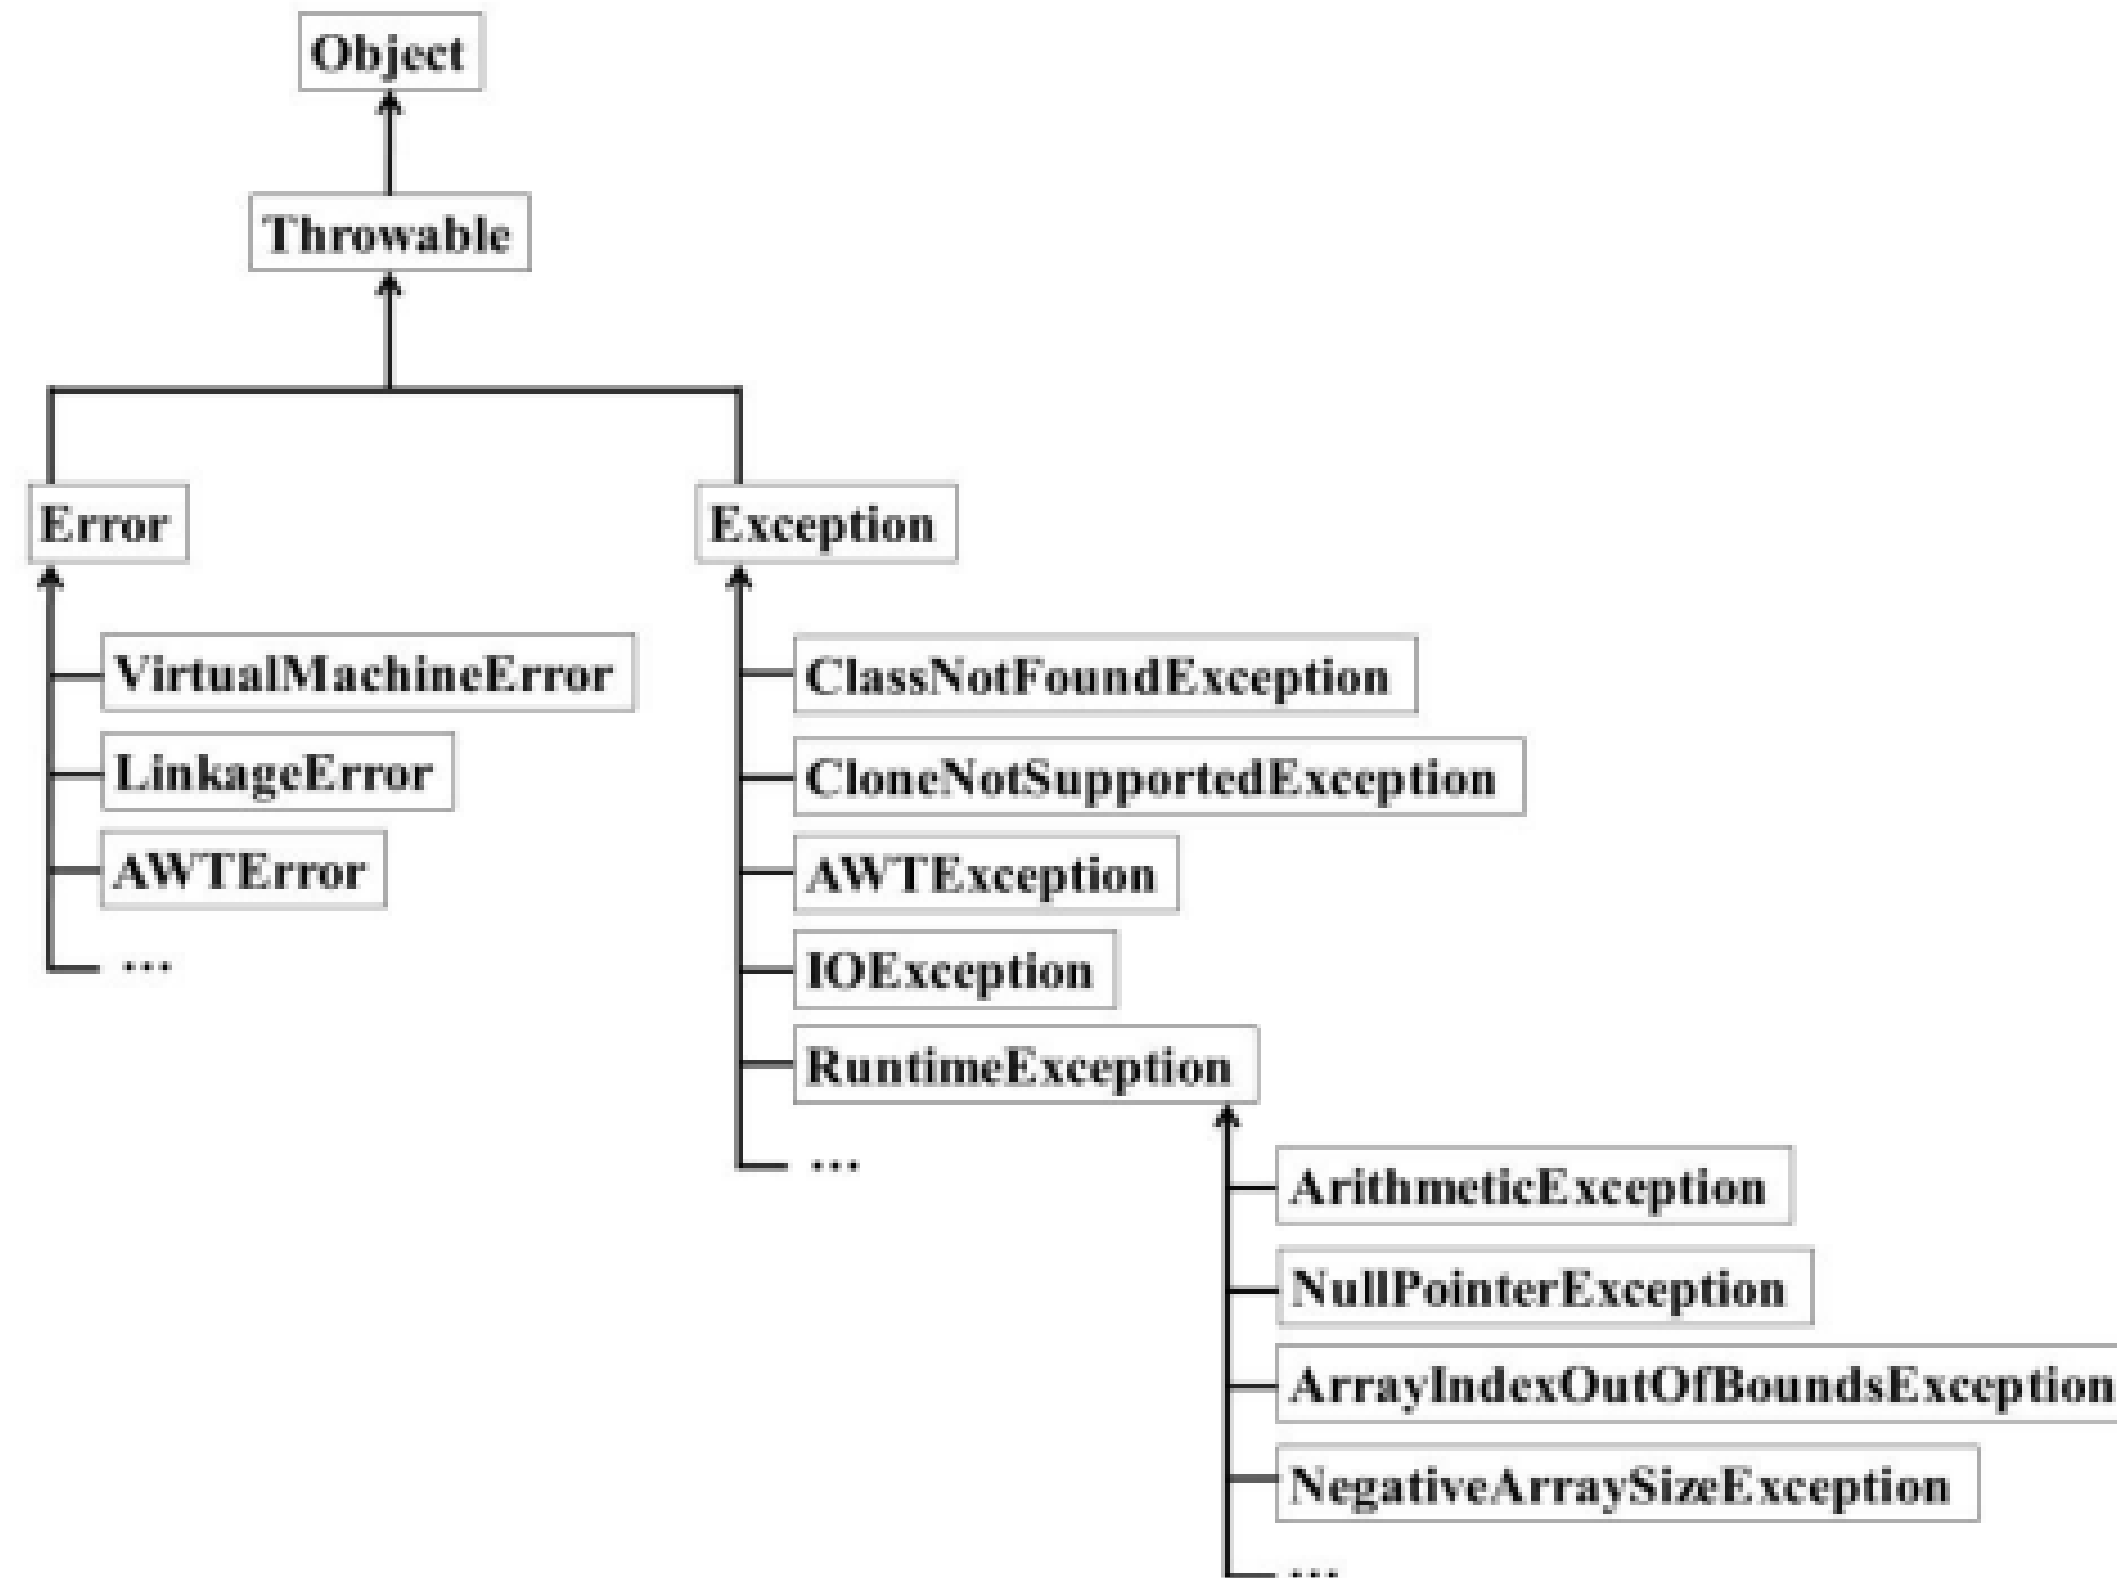 Object
Throwable
Error
Exception
VirtualMachineError
LinkageError
AWTError
...
ClassNotFoundException
CloneNotSupportedException
AWTException
IOException
RuntimeException
...
ArithmeticException
NullPointerException
ArrayIndexOutOfBoundsException
NegativeArraySizeException
...